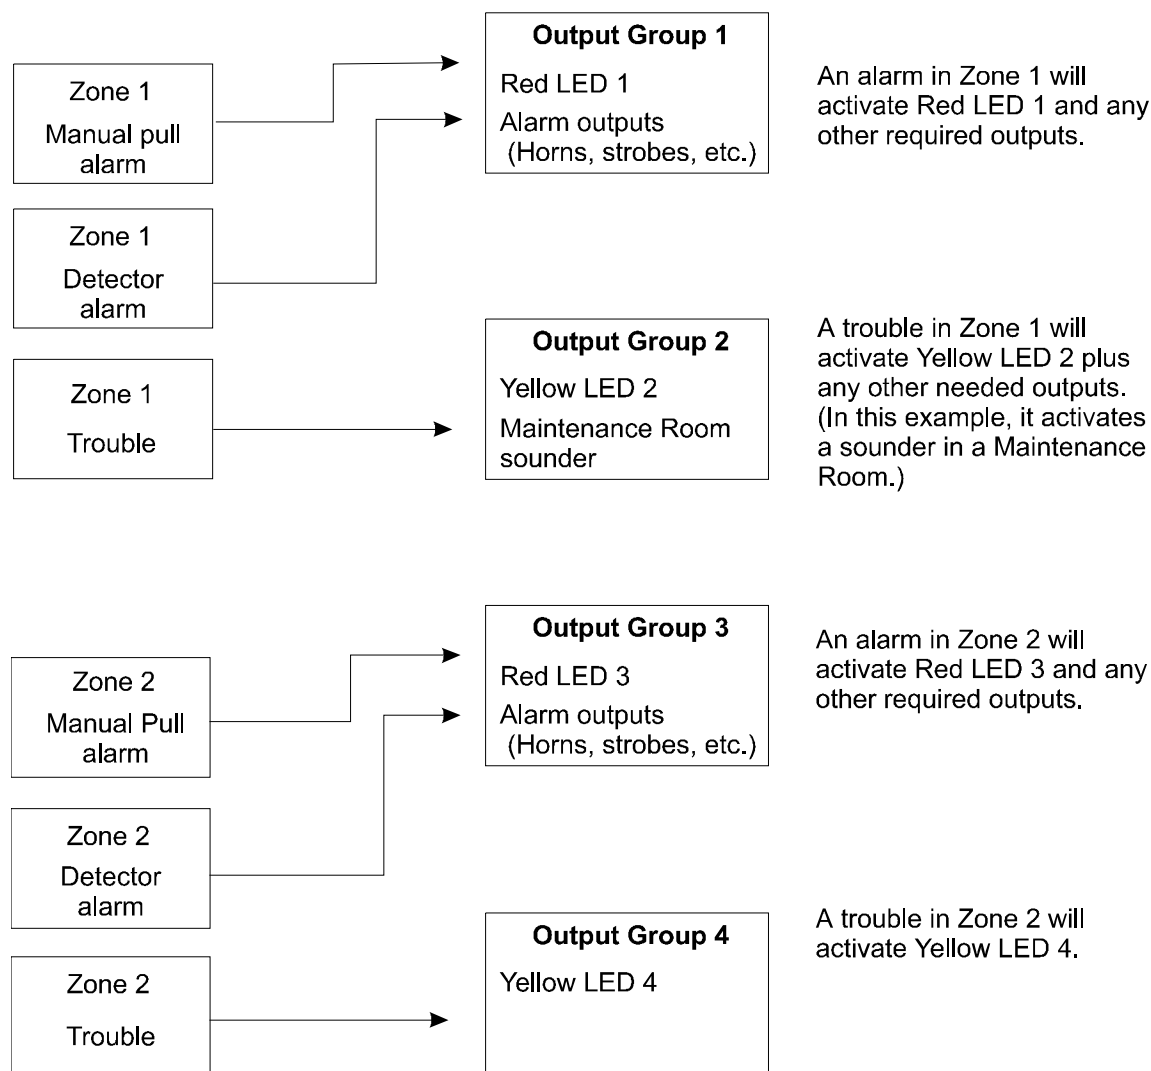 Zone 1
Manual pull
alarm
Zone 1
Detector
alarm
Zone 1
Trouble
Output Group 1
Red LED 1
Alarm outputs
(Horns, strobes, etc.)
An alarm in Zone 1 will
activate Red LED 1 and any
other required outputs.
Output Group 2
Yellow LED 2
Maintenance Room
sounder
A trouble in Zone 1 will
activate Yellow LED 2 plus
any other needed outputs.
(In this example, it activates
a sounder in a Maintenance
Room.)
Zone 2
Manual Pull
alarm
Zone 2
Detector
alarm
Zone 2
Trouble
Output Group 3
Red LED 3
Alarm outputs
(Horns, strobes, etc.)
An alarm in Zone 2 will
activate Red LED 3 and any
other required outputs.
Output Group 4
Yellow LED 4
A trouble in Zone 2 will
activate Yellow LED 4.